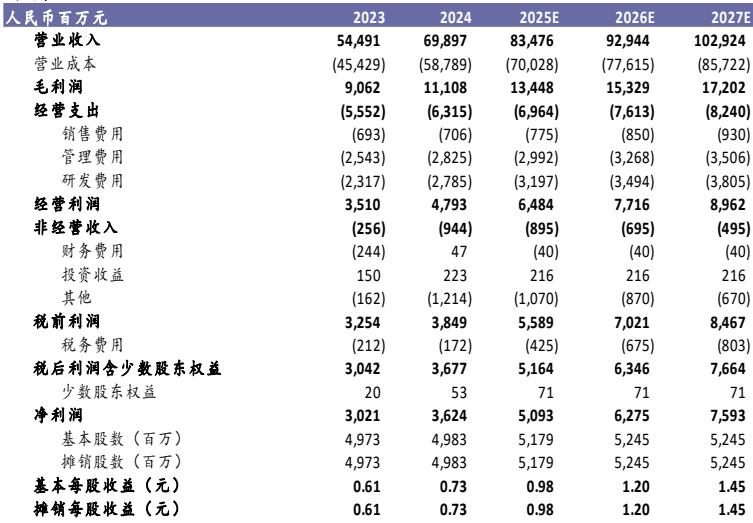 人民币百万元 2023 2024 2025E 2026E 2027E
营业收入 54,491 69,897 83,476 92,944 102,924
营业成本 (45,429) (58,789) (70,028) (77,615) (85,722)
毛利润 9,062 11,108 13,448 15,329 17,202
经营支出 (5,552) (6,315) (6,964) (7,613) (8,240)
销售费用 (693) (706) (775) (850) (930)
管理费用 (2,543) (2,825) (2,992) (3,268) (3,506)
研发费用 (2,317) (2,785) (3,197) (3,494) (3,805)
经营利润 3,510 4,793 6,484 7,716 8,962
非经营收入 (256) (944) (895) (695) (495)
财务费用 (244) 47 (40) (40) (40)
投资收益 150 223 216 216 216
其他 (162) (1,214) (1,070) (870) (670)
税前利润 3,254 3,849 5,589 7,021 8,467
税务费用 (212) (172) (425) (675) (803)
税后利润含少数股东权益 3,042 3,677 5,164 6,346 7,664
少数股东权益 20 53 71 71 71
净利润 3,021 3,624 5,093 6,275 7,593
基本股数（百万） 4,973 4,983 5,179 5,245 5,245
摊销股数（百万） 4,973 4,983 5,179 5,245 5,245
基本每股收益（元） 0.61 0.73 0.98 1.20 1.45
摊销每股收益（元） 0.61 0.73 0.98 1.20 1.45